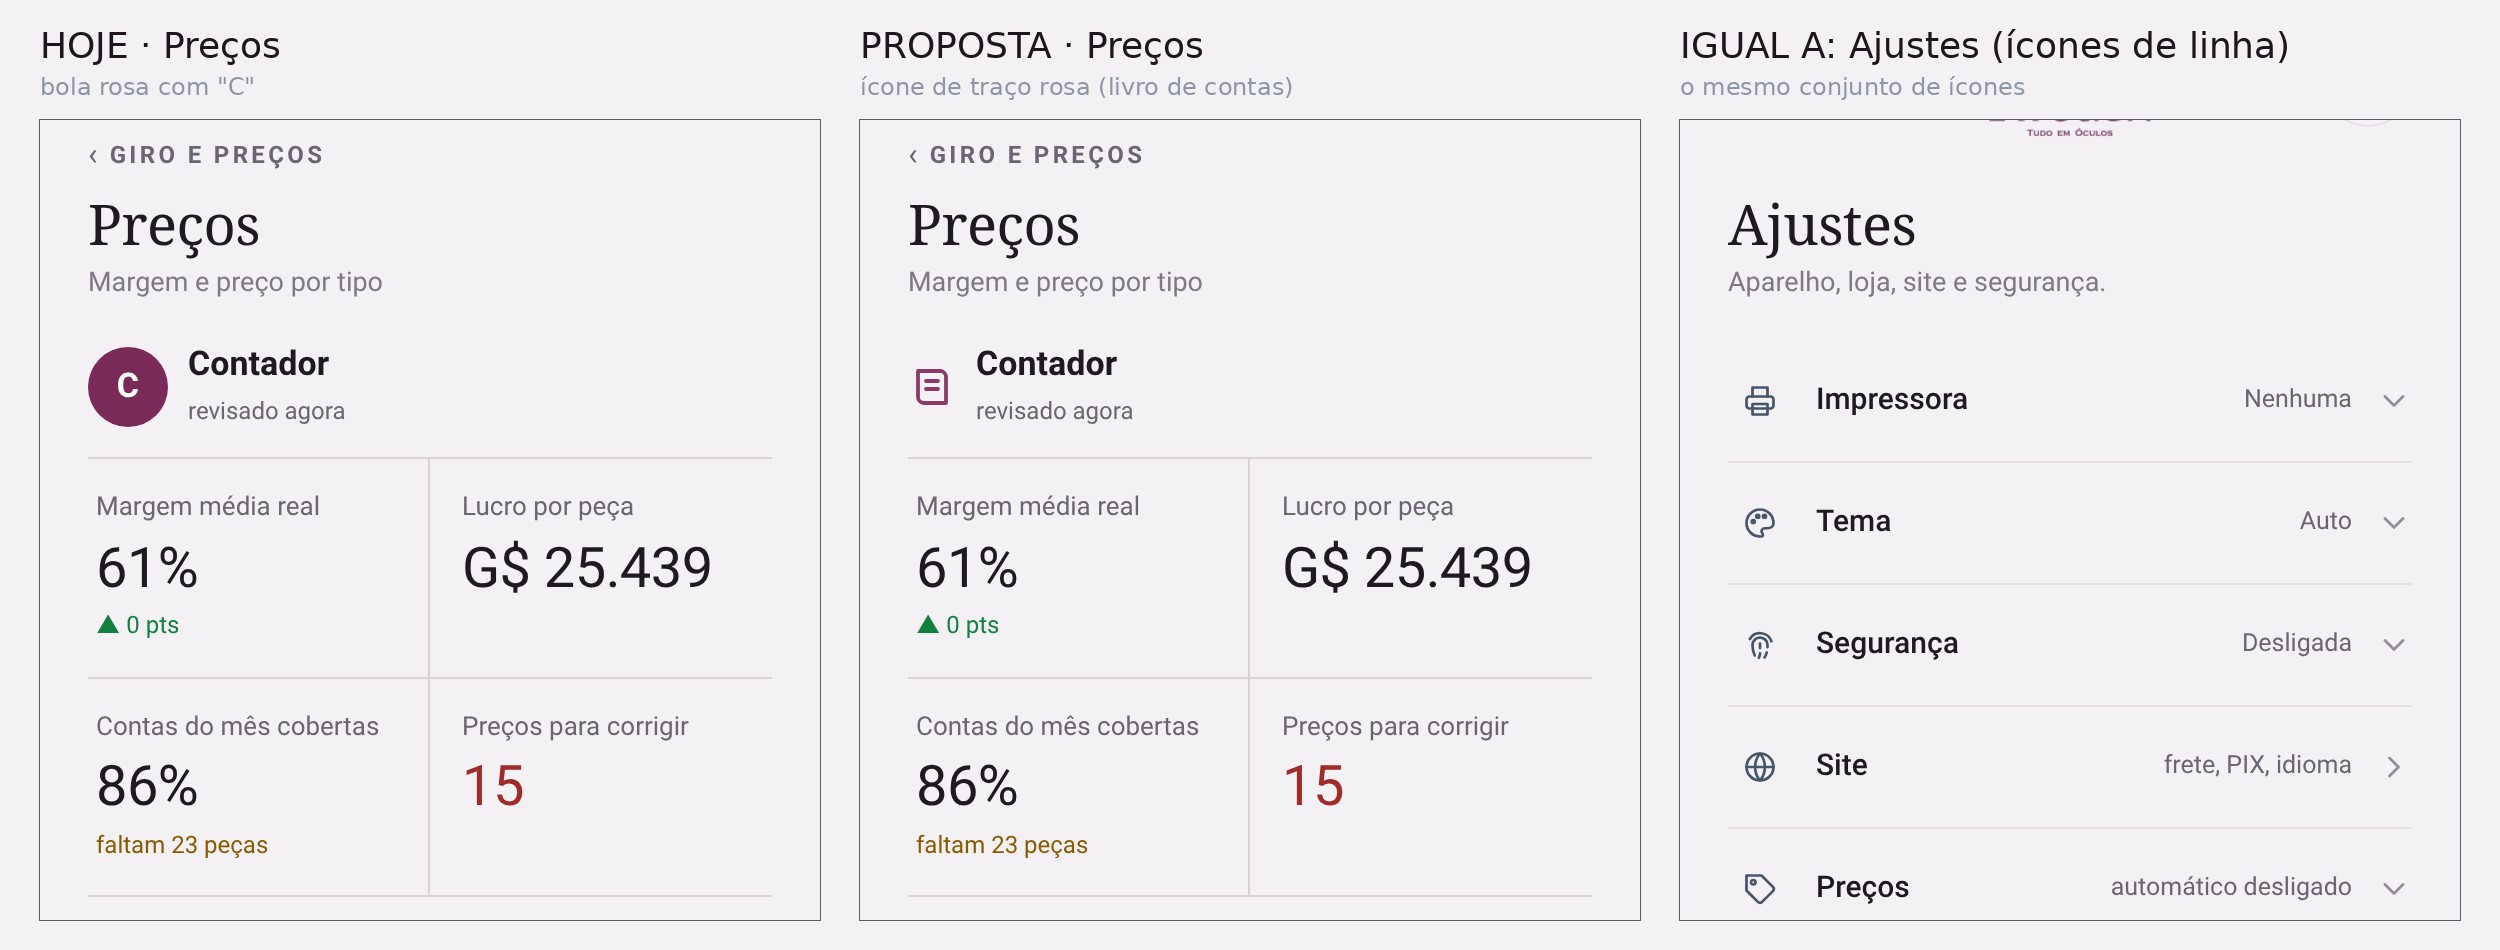 HOJE · Preços
bola rosa com "C"
‹ GIRO E PREÇOS
Preços
Margem e preço por tipo
C
Contador
revisado agora
Margem média real
Lucro por peça
61%
G$ 25.439
▲ 0 pts
Contas do mês cobertas
Preços para corrigir
86%
15
faltam 23 peças
PROPOSTA · Preços
ícone de traço rosa (livro de contas)
‹ GIRO E PREÇOS
Preços
Margem e preço por tipo
Contador
revisado agora
Margem média real
Lucro por peça
61%
G$ 25.439
▲ 0 pts
Contas do mês cobertas
Preços para corrigir
86%
15
faltam 23 peças
IGUAL A: Ajustes (ícones de linha)
o mesmo conjunto de ícones
Tudo em Óculos
Ajustes
Aparelho, loja, site e segurança.
Impressora Nenhuma
Tema Auto
Segurança Desligada
Site frete, PIX, idioma
Preços automático desligado